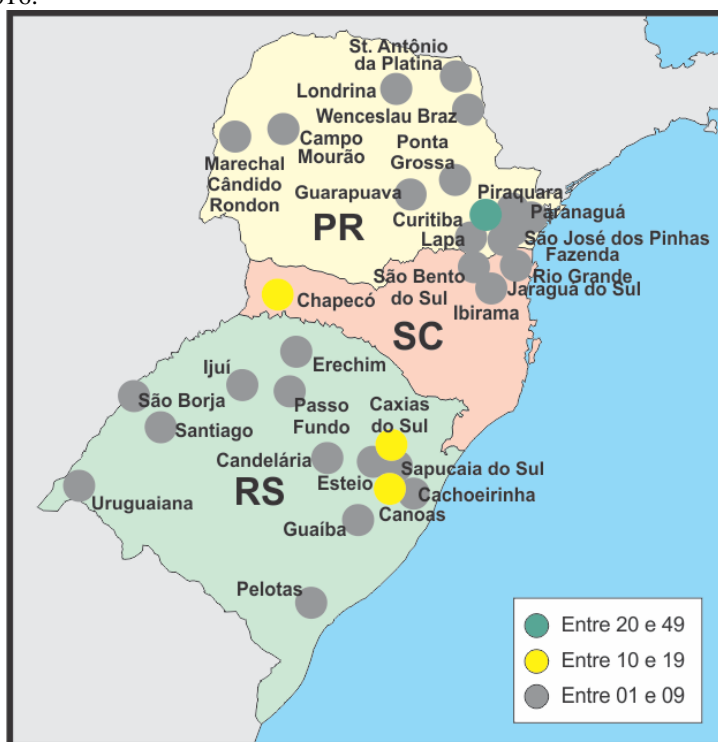 St. Antônio
da Platina
Londrina
Wenceslau Braz
Campo
Mourão
Ponta
Grossa
Marechal
Cândido
Rondon
Guarapuava
Piraquara
PR
Curitiba
Paranaguá
Lapa
São José dos Pinhas
Fazenda
Rio Grande
São Bento
do Sul
Jaraguá do Sul
Chapecó
Ibirama
SC
Ijuí
Erechim
São Borja
Passo
Fundo
Caxias
do Sul
Santiago
Candelária
Sapucaia do Sul
RS
Esteio
Cachoeirinha
Uruguaiana
Canoas
Guaíba
Pelotas
Entre 20 e 49
Entre 10 e 19
Entre 01 e 09